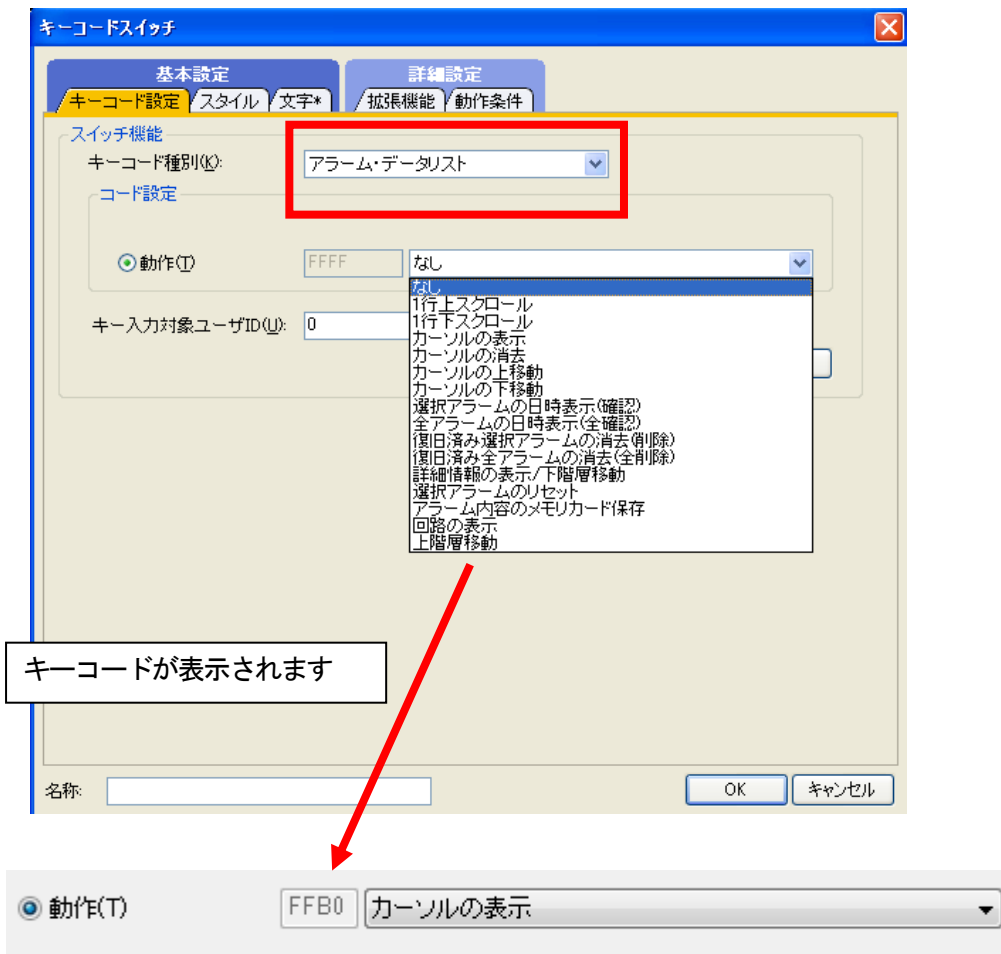 キーコードスイッチ
基本設定 詳細設定
キーコード設定 スタイル 文字* 拡張機能 動作条件
スイッチ機能
キーコード種別(K): アラーム・データリスト
コード設定
動作(T) FFFF なし
なし
1行上スクロール
1行下スクロール
カーソルの表示
カーソルの消去
カーソルの上移動
カーソルの下移動
選択アラームの日時表示(確認)
全アラームの日時表示(全確認)
復旧済み選択アラームの消去(削除)
復旧済み全アラームの消去(全削除)
詳細情報の表示/下階層移動
選択アラームのリセット
アラーム内容のメモリカード保存
回路の表示
上階層移動
キー入力対象ユーザID(U): 0
キーコードが表示されます
名称: OK キャンセル
動作(T) FFB0 カーソルの表示